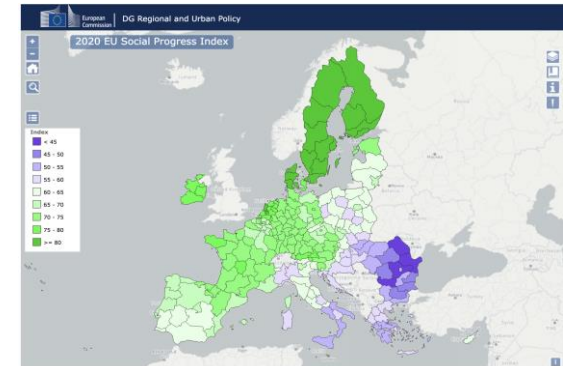 European
Commission
DG Regional and Urban Policy
2020 EU Social Progress Index
Index
< 45
45 - 50
50 - 55
55 - 60
60 - 65
65 - 70
70 - 75
75 - 80
>= 80